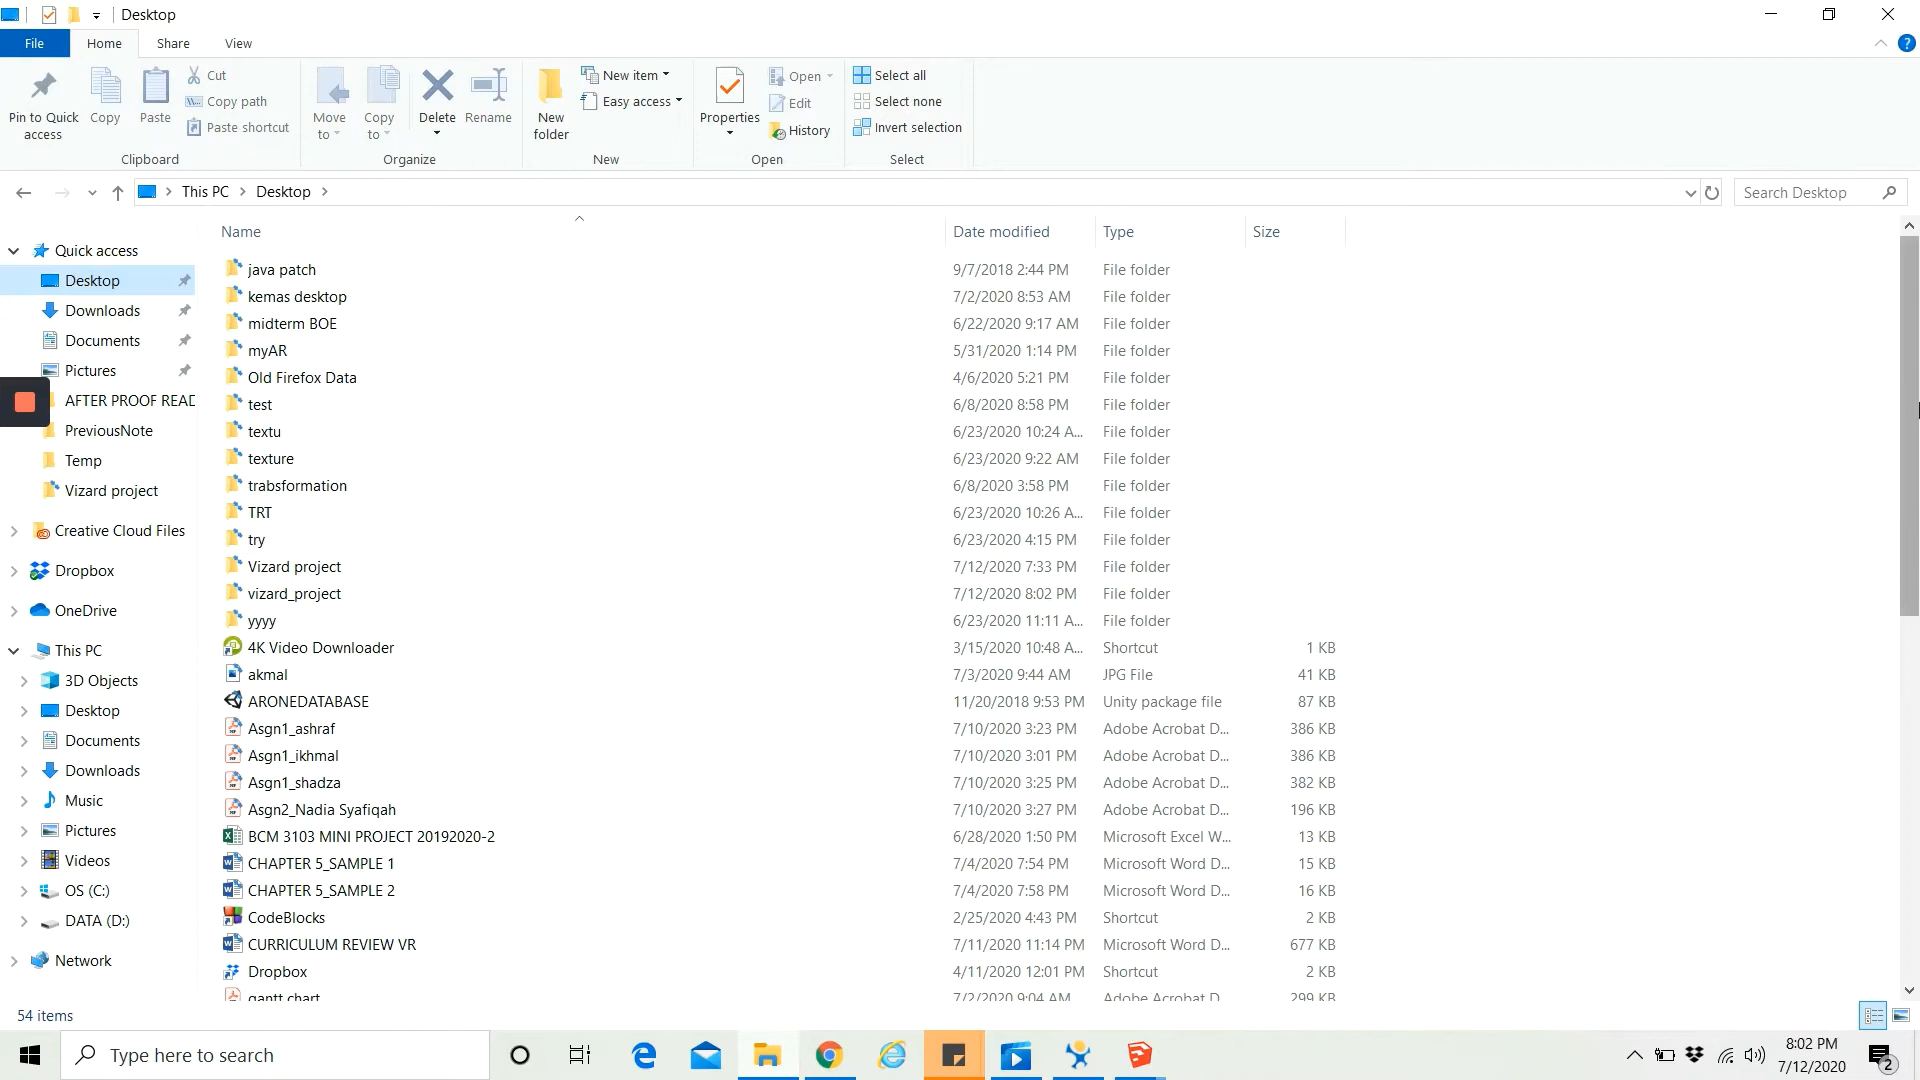 Desktop
File Home Share View
Pin to Quick access
Copy
Paste
Cut
Copy path
Paste shortcut
Clipboard
Move to
Copy to
Delete
Rename
Organize
New folder
New item
Easy access
New
Properties
Open
Edit
History
Open
Select all
Select none
Invert selection
Select
This PC > Desktop >
Search Desktop
Name Date modified Type Size
Quick access
Desktop
Downloads
Documents
Pictures
AFTER PROOF READ
PreviousNote
Temp
Vizard project
Creative Cloud Files
Dropbox
OneDrive
This PC
3D Objects
Desktop
Documents
Downloads
Music
Pictures
Videos
OS (C:)
DATA (D:)
Network
java patch 9/7/2018 2:44 PM File folder
kemas desktop 7/2/2020 8:53 AM File folder
midterm BOE 6/22/2020 9:17 AM File folder
myAR 5/31/2020 1:14 PM File folder
Old Firefox Data 4/6/2020 5:21 PM File folder
test 6/8/2020 8:58 PM File folder
textu 6/23/2020 10:24 A... File folder
texture 6/23/2020 9:22 AM File folder
trabsformation 6/8/2020 3:58 PM File folder
TRT 6/23/2020 10:26 A... File folder
try 6/23/2020 4:15 PM File folder
Vizard project 7/12/2020 7:33 PM File folder
vizard_project 7/12/2020 8:02 PM File folder
yyyy 6/23/2020 11:11 A... File folder
4K Video Downloader 3/15/2020 10:48 A... Shortcut 1 KB
akmal 7/3/2020 9:44 AM JPG File 41 KB
ARONEDATABASE 11/20/2018 9:53 PM Unity package file 87 KB
Asgn1_ashraf 7/10/2020 3:23 PM Adobe Acrobat D... 386 KB
Asgn1_ikhmal 7/10/2020 3:01 PM Adobe Acrobat D... 386 KB
Asgn1_shadza 7/10/2020 3:25 PM Adobe Acrobat D... 382 KB
Asgn2_Nadia Syafiqah 7/10/2020 3:27 PM Adobe Acrobat D... 196 KB
BCM 3103 MINI PROJECT 20192020-2 6/28/2020 1:50 PM Microsoft Excel W... 13 KB
CHAPTER 5_SAMPLE 1 7/4/2020 7:54 PM Microsoft Word D... 15 KB
CHAPTER 5_SAMPLE 2 7/4/2020 7:58 PM Microsoft Word D... 16 KB
CodeBlocks 2/25/2020 4:43 PM Shortcut 2 KB
CURRICULUM REVIEW VR 7/11/2020 11:14 PM Microsoft Word D... 677 KB
Dropbox 4/11/2020 12:01 PM Shortcut 2 KB
gantt chart 7/2/2020 9:04 AM Adobe Acrobat D... 299 KB
54 items
Type here to search
8:02 PM
7/12/2020
2